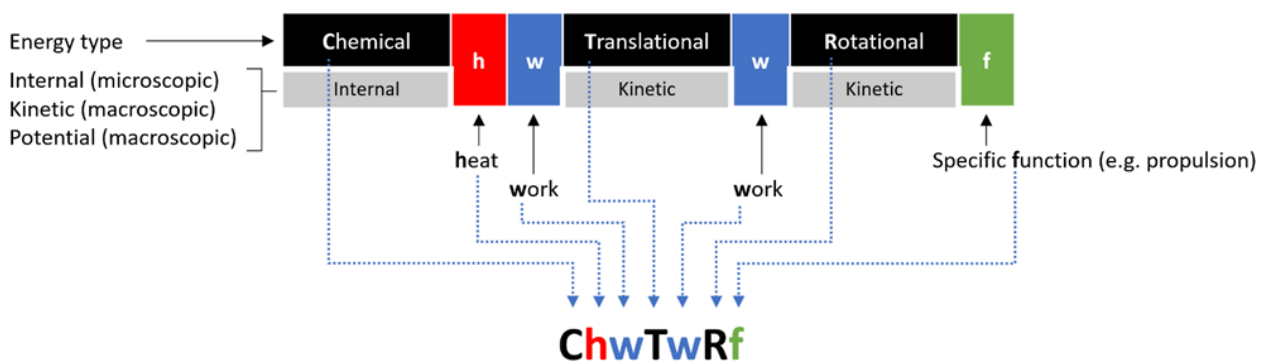 Energy type
Chemical h w Translational w Rotational f
Internal (microscopic)
Internal Kinetic Kinetic
Kinetic (macroscopic)
Potential (macroscopic)
heat Specific function (e.g. propulsion)
work work
ChwTwRf